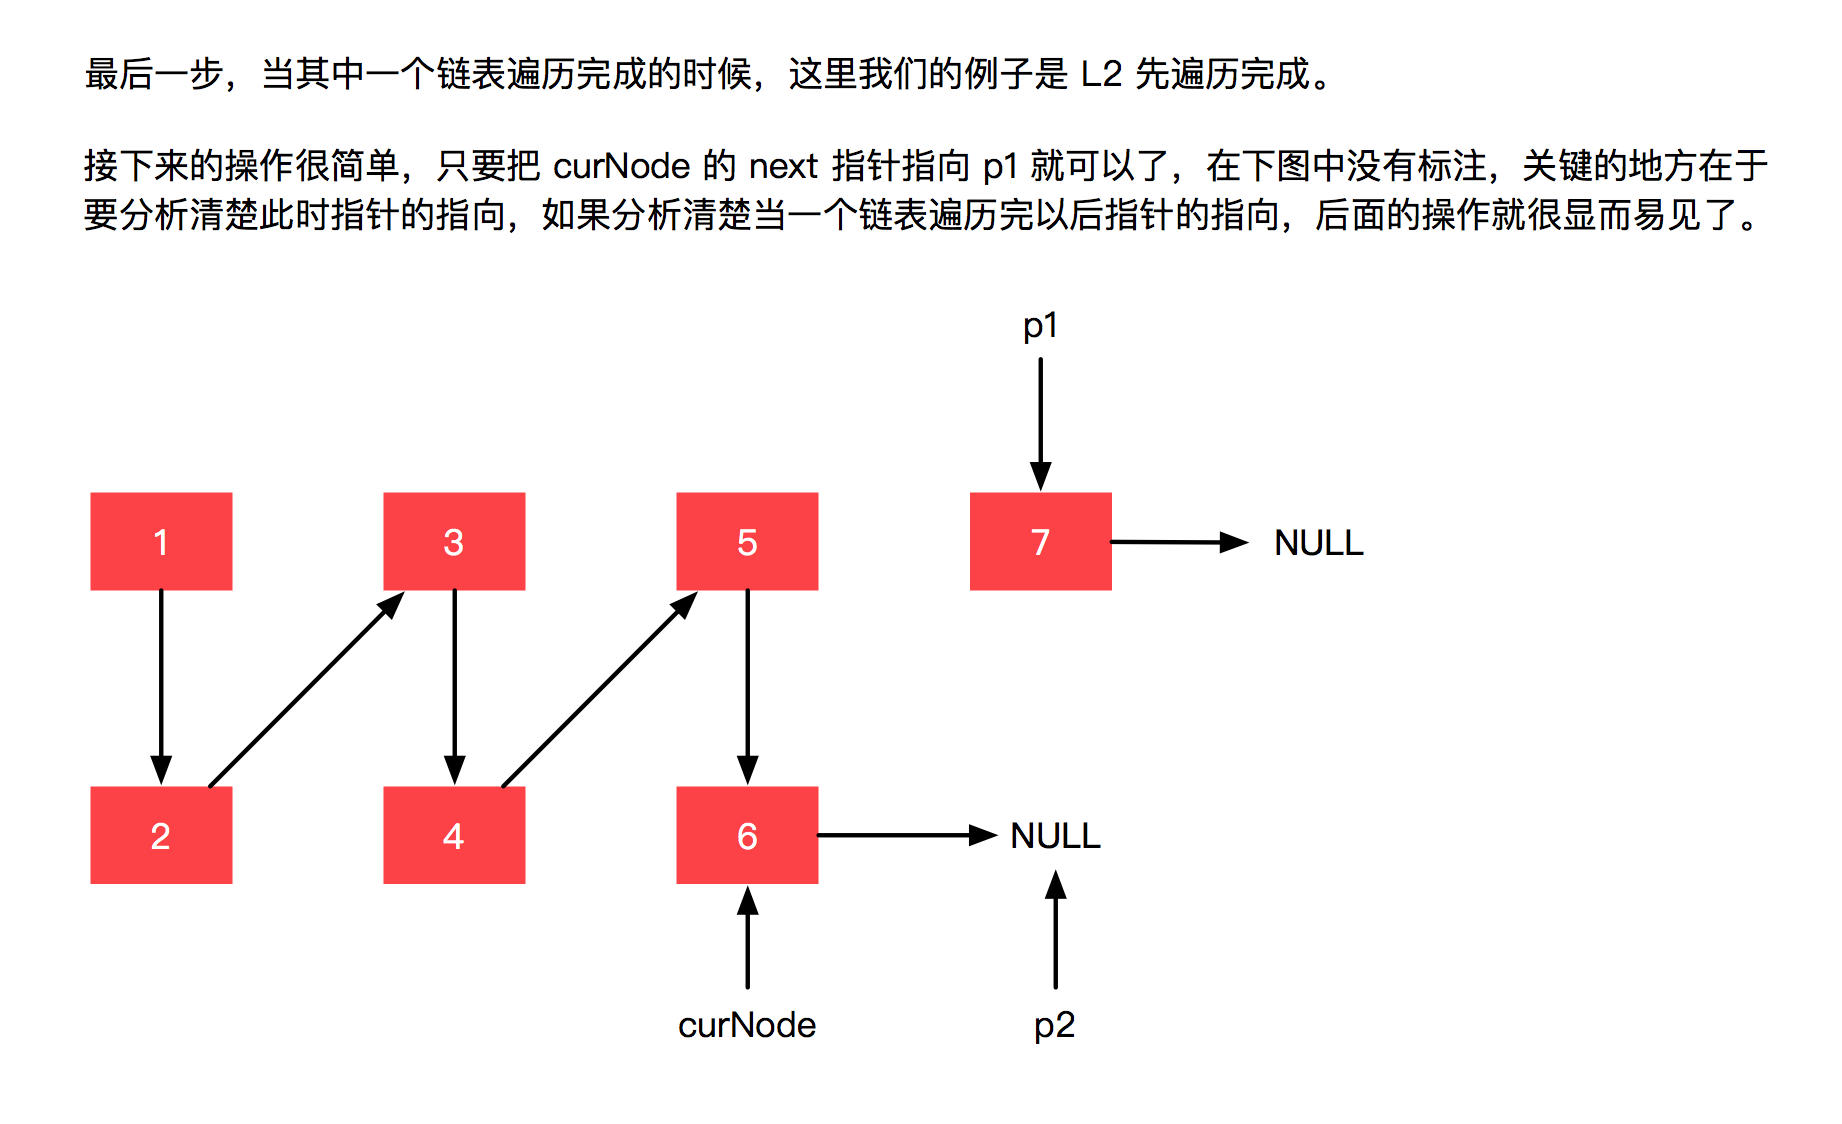 最后一步，当其中一个链表遍历完成的时候，这里我们的例子是 L2 先遍历完成。
接下来的操作很简单，只要把 curNode 的 next 指针指向 p1 就可以了，在下图中没有标注，关键的地方在于
要分析清楚此时指针的指向，如果分析清楚当一个链表遍历完以后指针的指向，后面的操作就很显而易见了。
p1
1 3 5 7 NULL
2 4 6 NULL
curNode p2